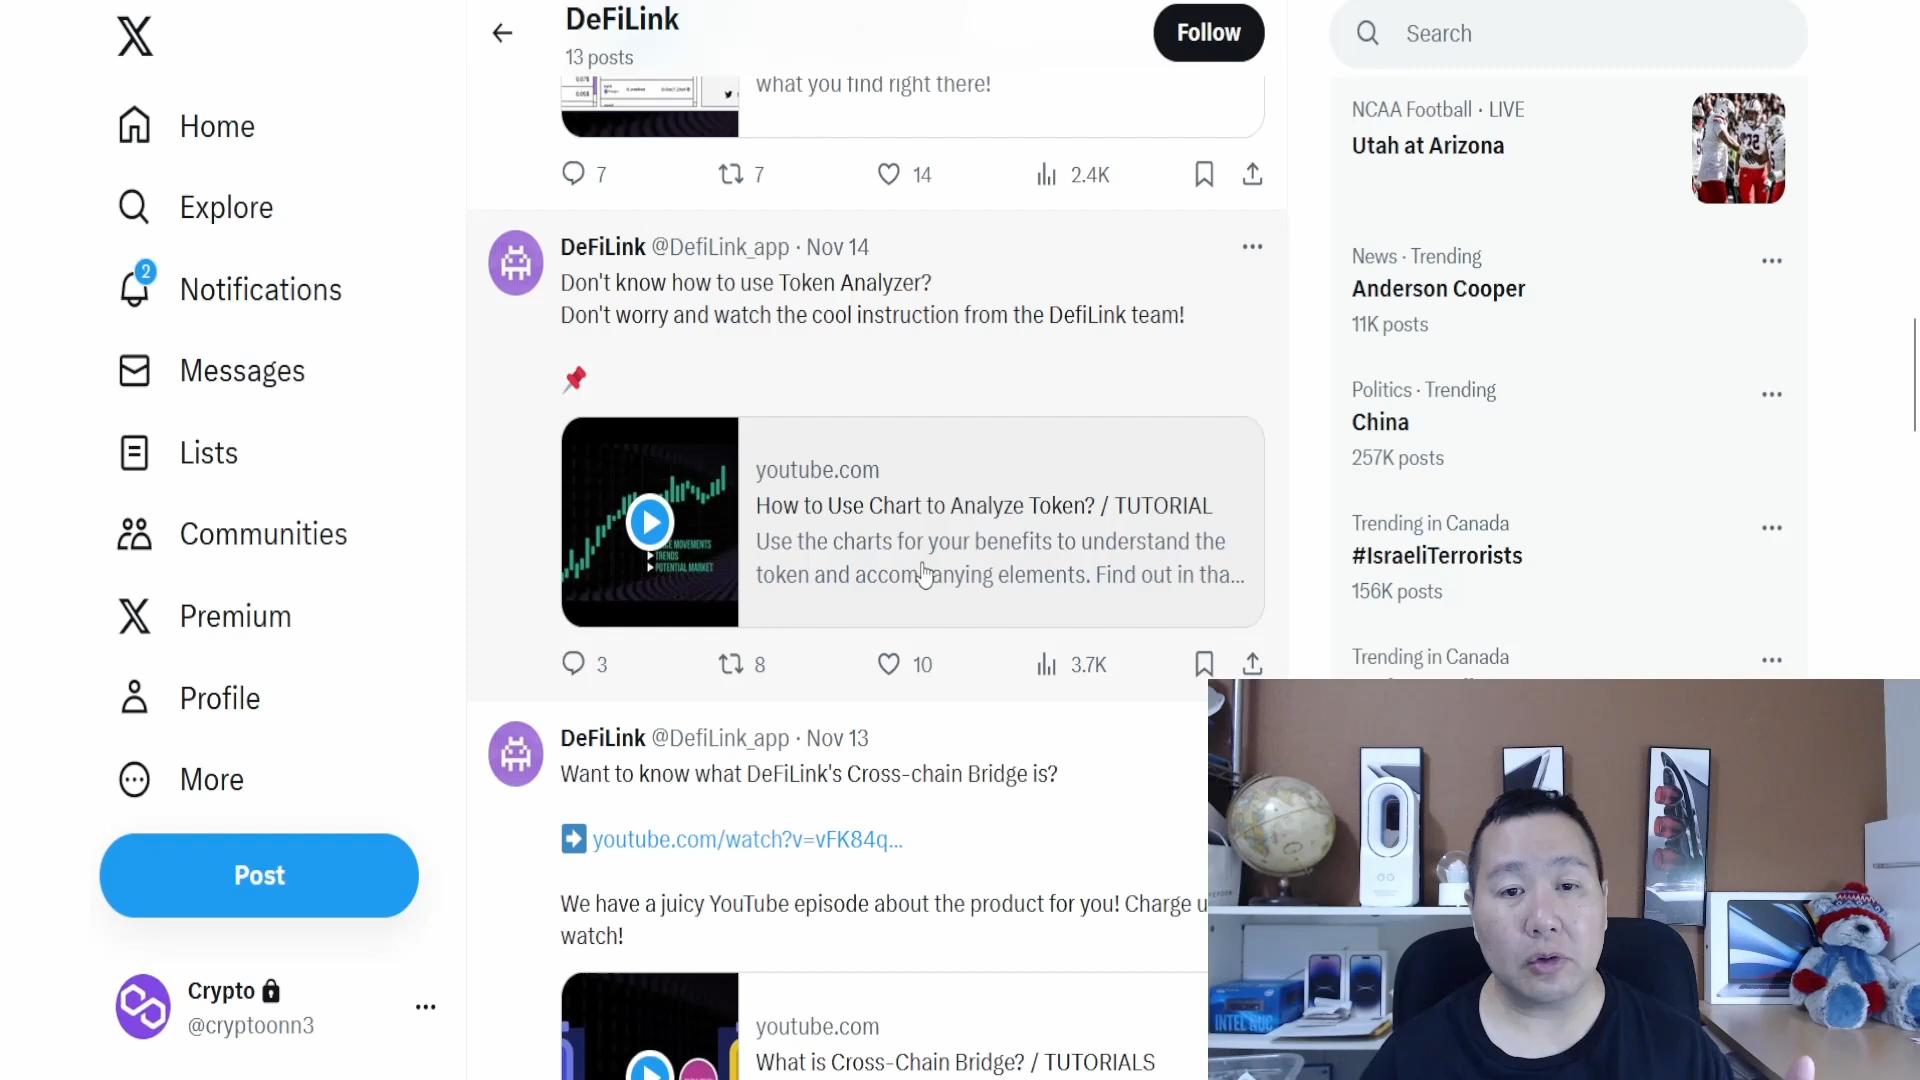 Home
Explore
2
Notifications
Messages
Lists
Communities
Premium
Profile
More
Post
Crypto
@cryptoonn3
DeFiLink
13 posts
Follow
what you find right there!
7
7
14
2.4K
DeFiLink @DefiLink_app · Nov 14
Don't know how to use Token Analyzer?
Don't worry and watch the cool instruction from the DefiLink team!
MOVEMENTS
TRENDS
POTENTIAL MARKET
youtube.com
How to Use Chart to Analyze Token? / TUTORIAL
Use the charts for your benefits to understand the
token and accompanying elements. Find out in tha...
3
8
10
3.7K
DeFiLink @DefiLink_app · Nov 13
Want to know what DeFiLink's Cross-chain Bridge is?
youtube.com/watch?v=vFK84q...
We have a juicy YouTube episode about the product for you! Charge u
watch!
youtube.com
What is Cross-Chain Bridge? / TUTORIALS
Search
NCAA Football · LIVE
Utah at Arizona
News · Trending
Anderson Cooper
11K posts
Politics · Trending
China
257K posts
Trending in Canada
#IsraeliTerrorists
156K posts
Trending in Canada
INTEL NUC